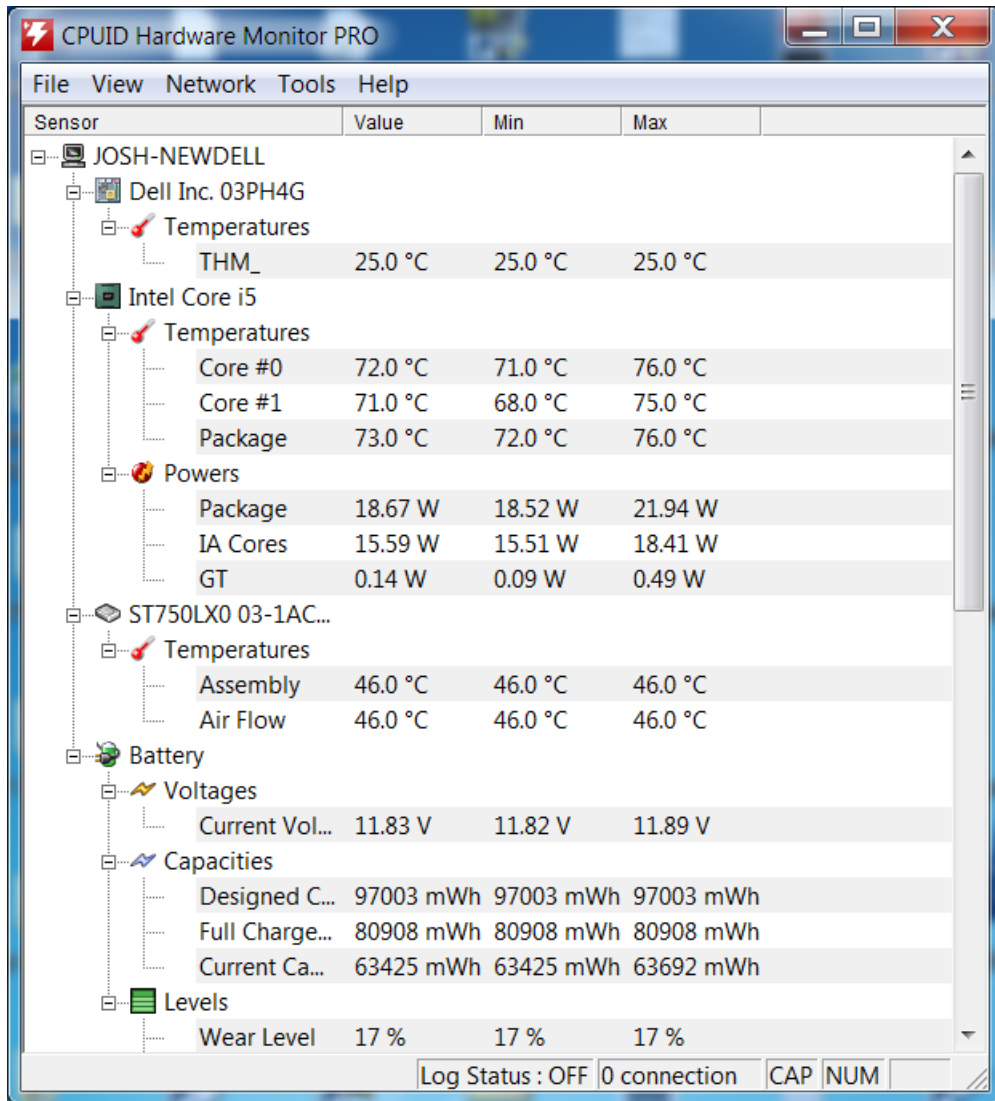 CPUID Hardware Monitor PRO
File View Network Tools Help
Sensor Value Min Max
JOSH-NEWDELL
Dell Inc. 03PH4G
Temperatures
THM_ 25.0 °C 25.0 °C 25.0 °C
Intel Core i5
Temperatures
Core #0 72.0 °C 71.0 °C 76.0 °C
Core #1 71.0 °C 68.0 °C 75.0 °C
Package 73.0 °C 72.0 °C 76.0 °C
Powers
Package 18.67 W 18.52 W 21.94 W
IA Cores 15.59 W 15.51 W 18.41 W
GT 0.14 W 0.09 W 0.49 W
ST750LX0 03-1AC...
Temperatures
Assembly 46.0 °C 46.0 °C 46.0 °C
Air Flow 46.0 °C 46.0 °C 46.0 °C
Battery
Voltages
Current Vol... 11.83 V 11.82 V 11.89 V
Capacities
Designed C... 97003 mWh 97003 mWh 97003 mWh
Full Charge... 80908 mWh 80908 mWh 80908 mWh
Current Ca... 63425 mWh 63425 mWh 63692 mWh
Levels
Wear Level 17 % 17 % 17 %
Log Status : OFF 0 connection CAP NUM